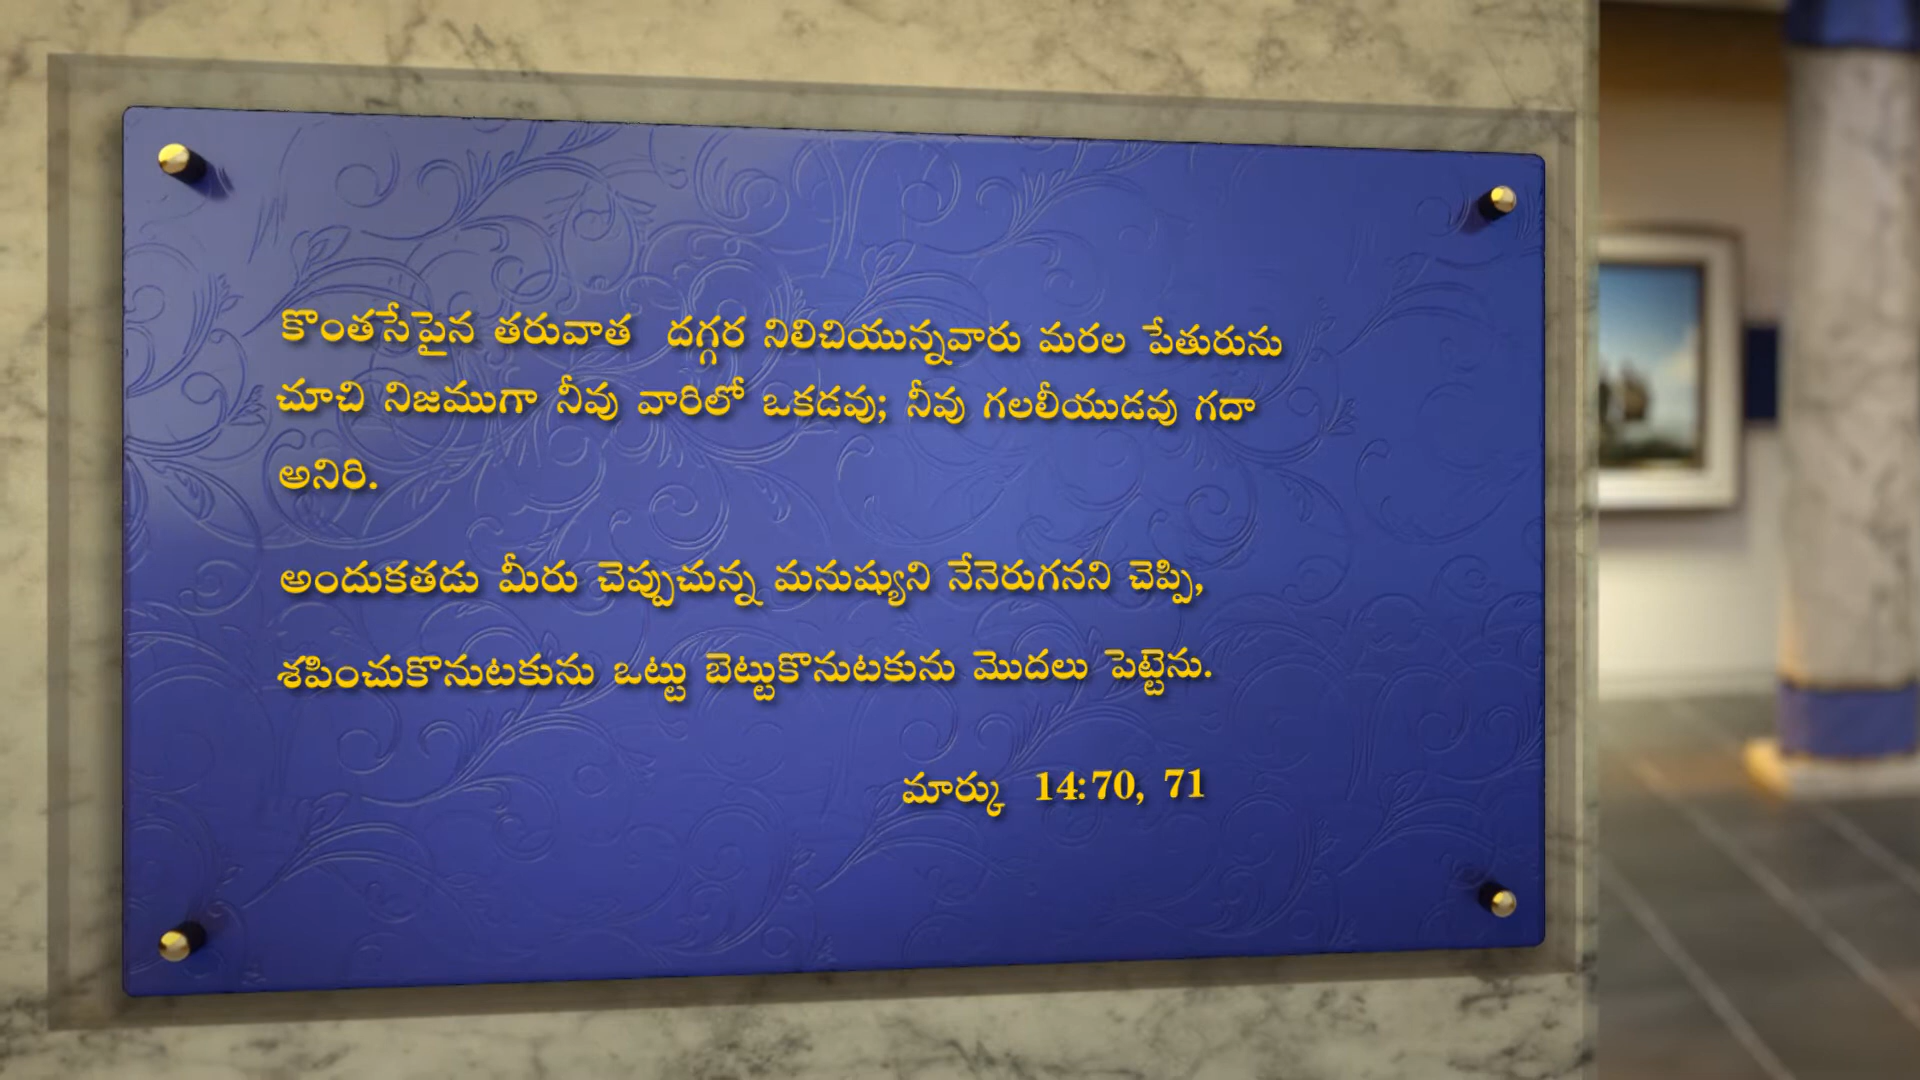 కొంతసేపైన తరువాత దగ్గర నిలిచియున్నవారు మరల పేతురును
చూచి నిజముగా నీవు వారిలో ఒకడవు; నీవు గలలీయుడవు గదా
అనిరి.
అందుకతడు మీరు చెప్పుచున్న మనుష్యుని నేనెరుగనని చెప్పి,
శపించుకొనుటకును ఒట్టు బెట్టుకొనుటకును మొదలు పెట్టెను.
మార్కు 14:70, 71